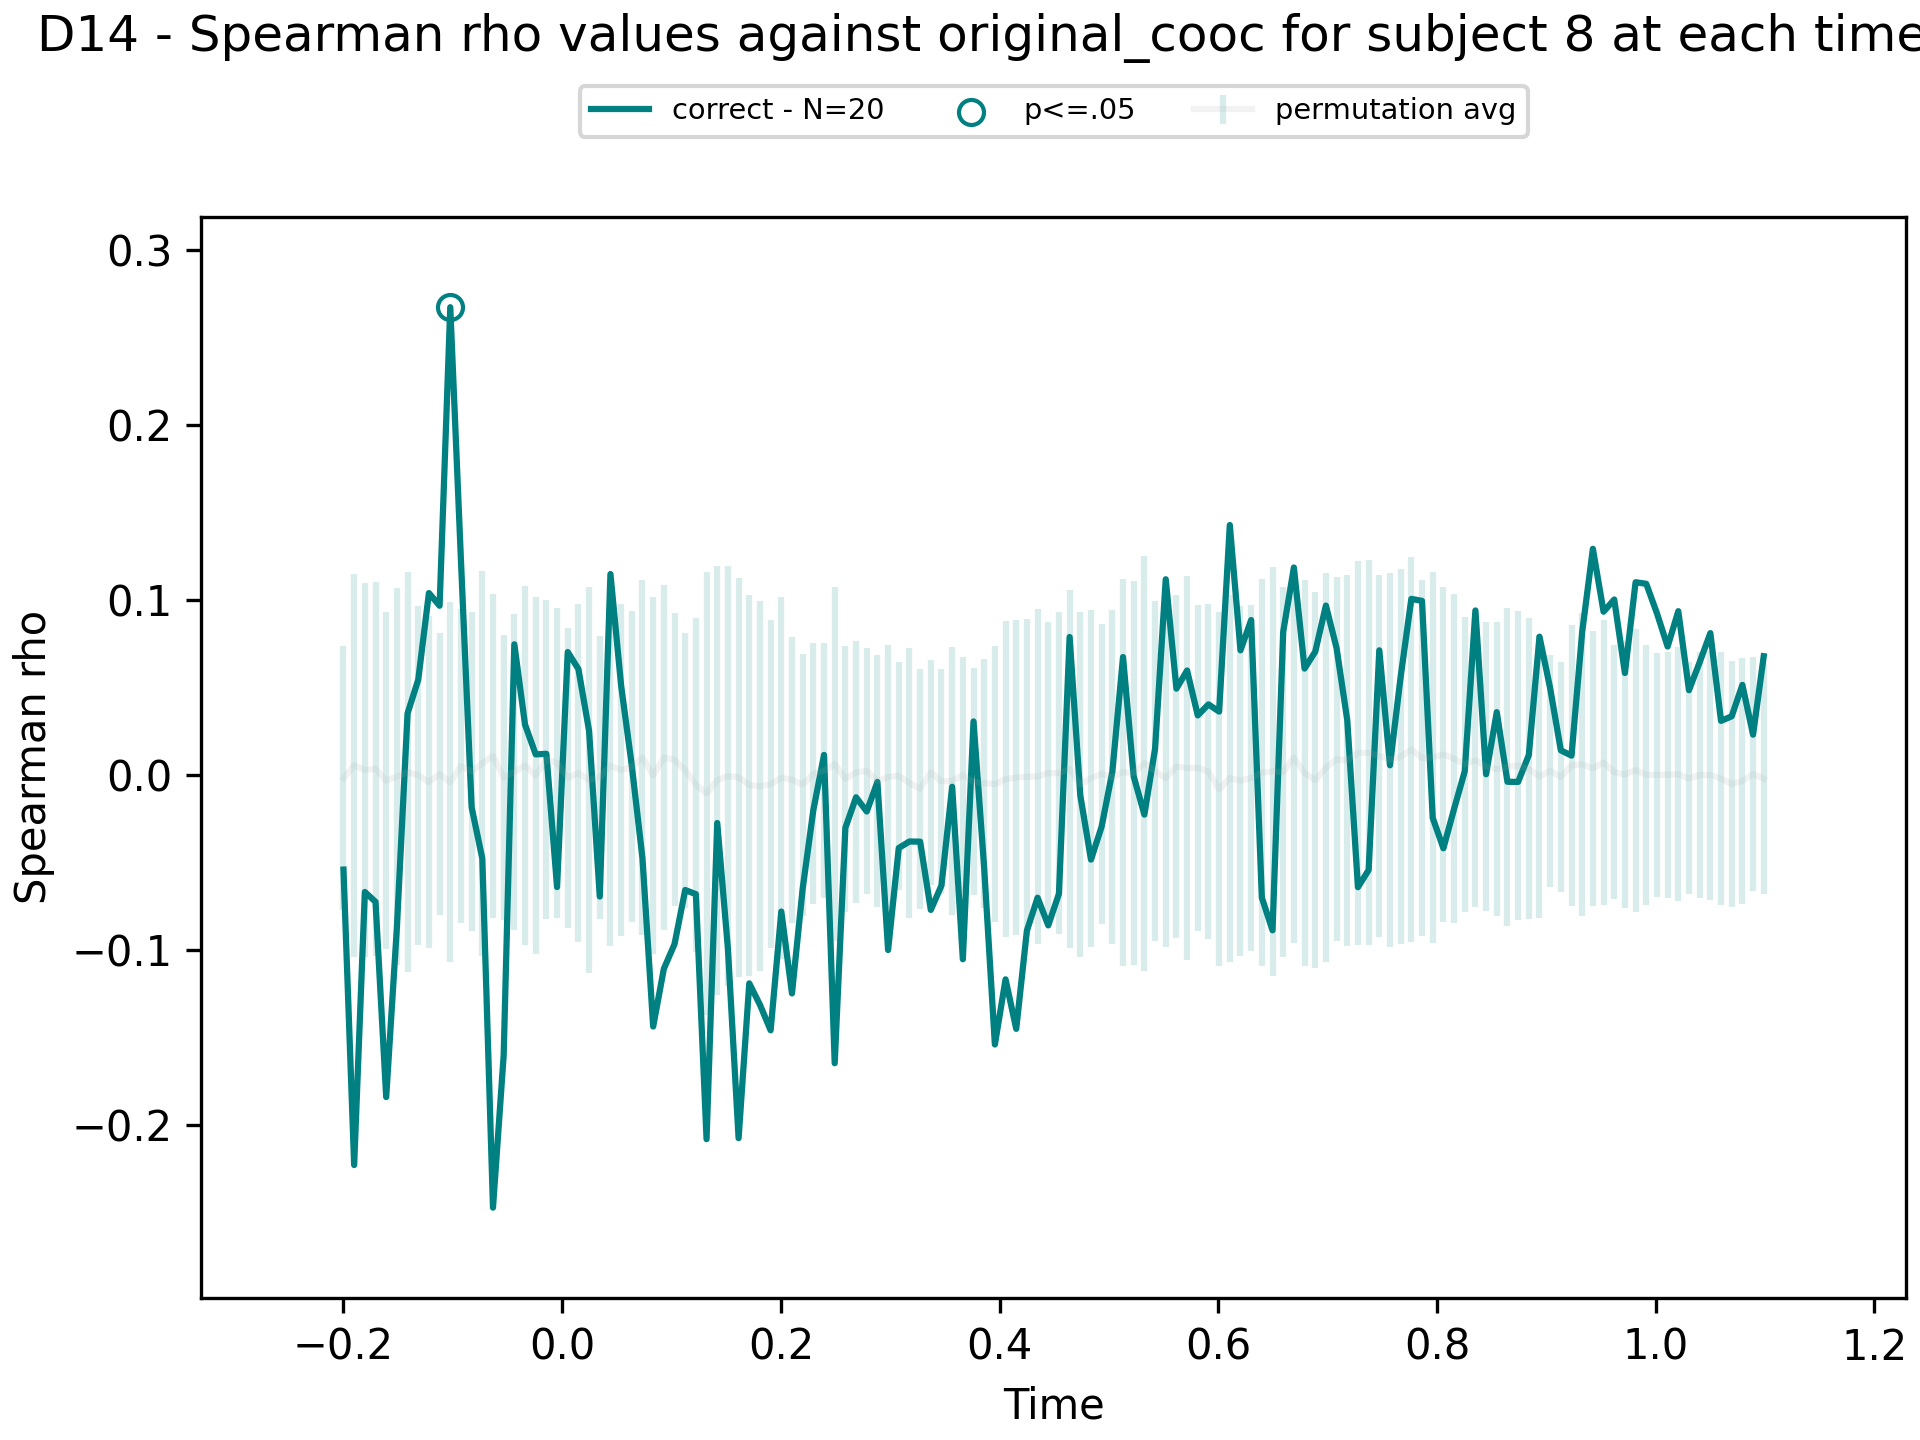 D14 - Spearman rho values against original_cooc for subject 8 at each time
correct - N=20 p<=.05 permutation avg
0.3
0.2
0.1
0.0
−0.1
−0.2
Spearman rho
−0.2 0.0 0.2 0.4 0.6 0.8 1.0 1.2
Time